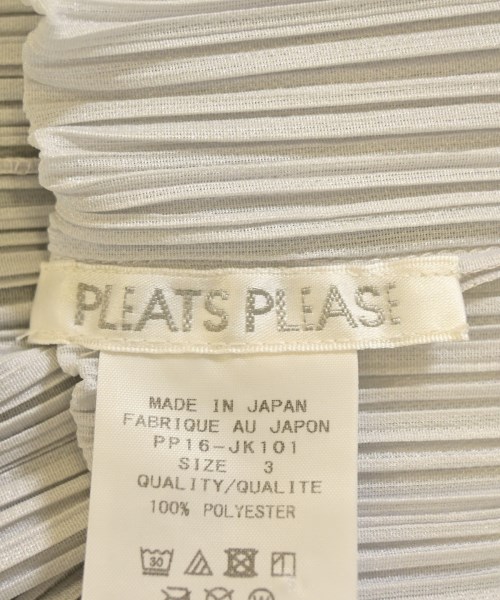 PLEATS PLEASE
MADE IN JAPAN
FABRIQUE AU JAPON
PP16-JK101
SIZE 3
QUALITY/QUALITE
100% POLYESTER
30